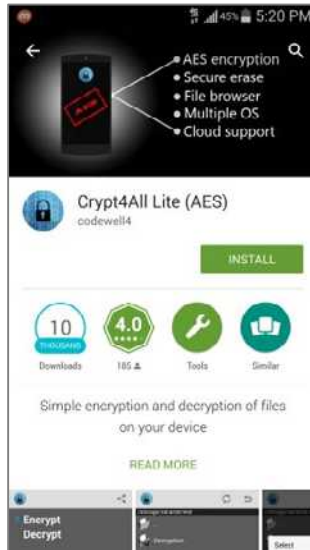 45% 5:20 PM
AES encryption
Secure erase
File browser
Multiple OS
Cloud support
AES
Crypt4All Lite (AES)
codewell4
INSTALL
10
THOUSAND
4.0
Downloads
185
Tools
Similar
Simple encryption and decryption of files
on your device
READ MORE
Encrypt
Decrypt
Decryption
Select